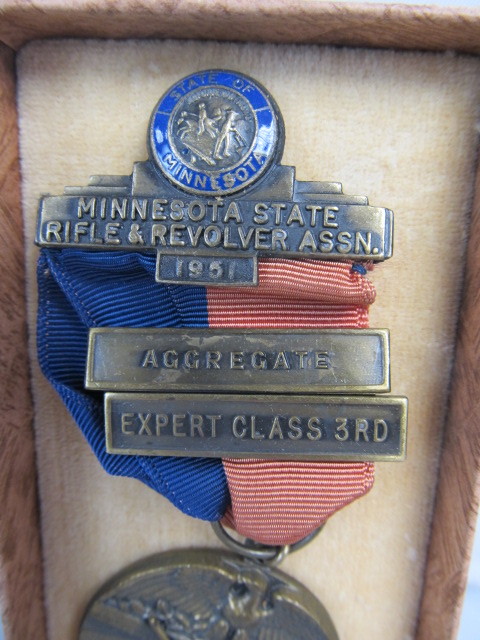 STATE OF
MINNESOTA
MINNESOTA STATE
RIFLE & REVOLVER ASSN.
1951
AGGREGATE
EXPERT CLASS 3RD